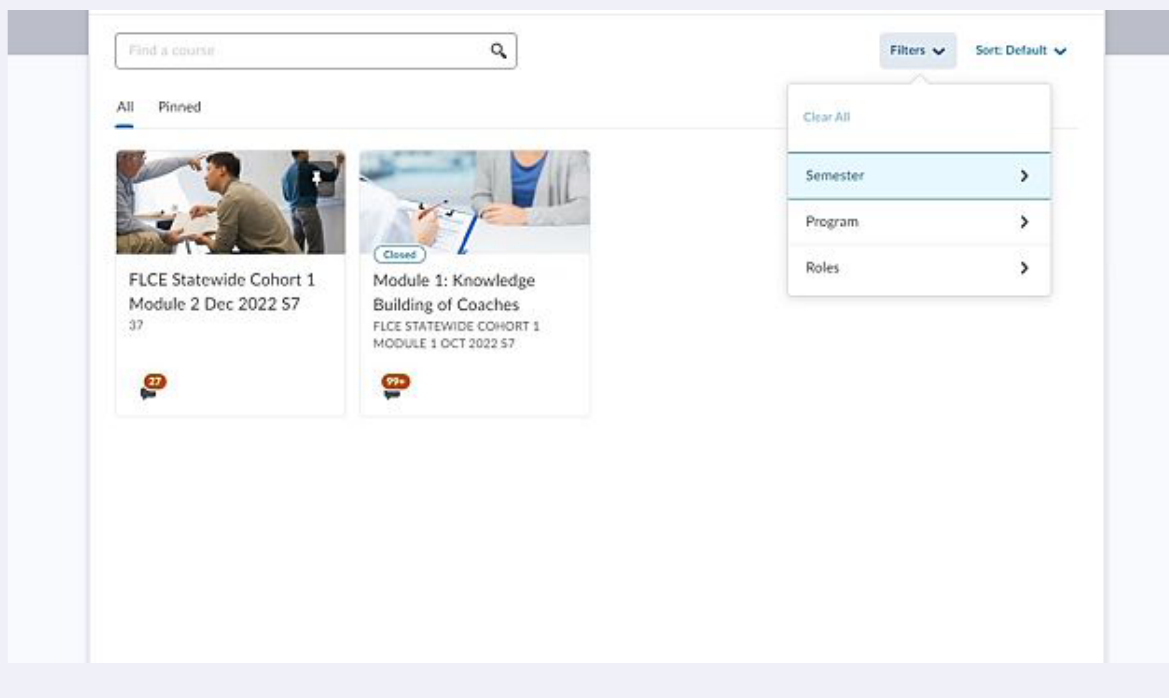 Find a course
Filters
Sort: Default
All
Pinned
Clear All
Semester
Program
Roles
Closed
FLCE Statewide Cohort 1
Module 2 Dec 2022 S7
37
27
Module 1: Knowledge
Building of Coaches
FLCE STATEWIDE COHORT 1
MODULE 1 OCT 2022 S7
99+